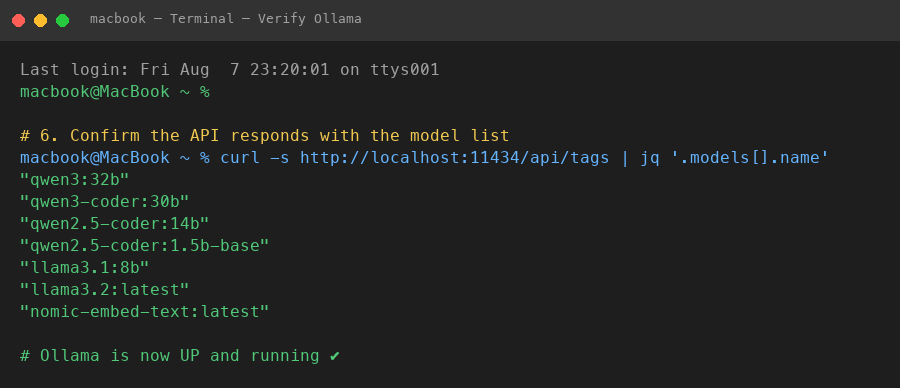 macbook — Terminal — Verify Ollama
Last login: Fri Aug  7 23:20:01 on ttys001
macbook@MacBook ~ %
# 6. Confirm the API responds with the model list
macbook@MacBook ~ % curl -s http://localhost:11434/api/tags | jq '.models[].name'
"qwen3:32b"
"qwen3-coder:30b"
"qwen2.5-coder:14b"
"qwen2.5-coder:1.5b-base"
"llama3.1:8b"
"llama3.2:latest"
"nomic-embed-text:latest"
# Ollama is now UP and running ✔